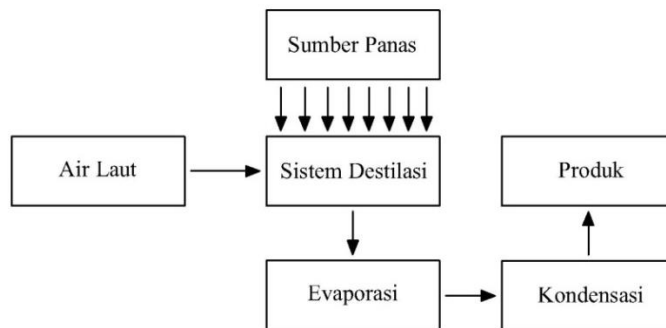 Sumber Panas
Air Laut
Sistem Destilasi
Produk
Evaporasi
Kondensasi